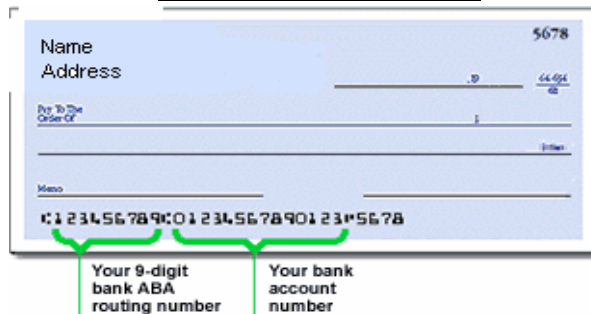 5678
Name
Address
Pay To The
Order Of
Memo
⑆123456789⑆01234567890123⑈5678
Your 9-digit
bank ABA
routing number
Your bank
account
number